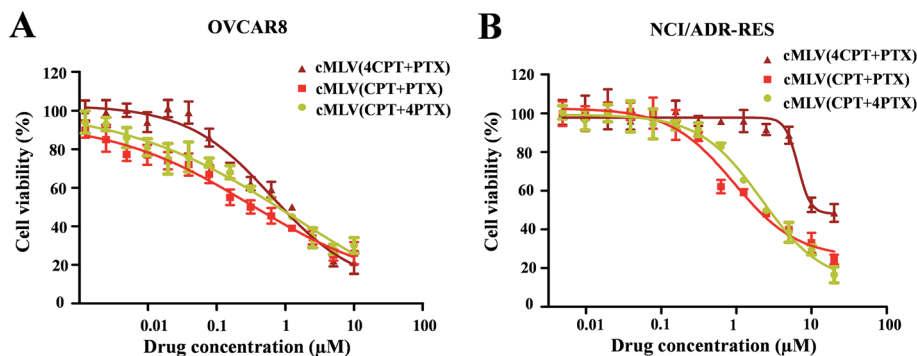 A
OVCAR8
cMLV(4CPT+PTX)
cMLV(CPT+PTX)
cMLV(CPT+4PTX)
Cell viability (%)
120
100
80
60
40
20
0
0.01
0.1
1
10
100
Drug concentration (μM)
B
NCI/ADR-RES
cMLV(4CPT+PTX)
cMLV(CPT+PTX)
cMLV(CPT+4PTX)
Cell viability (%)
120
100
80
60
40
20
0
0.01
0.1
1
10
100
Drug concentration (μM)